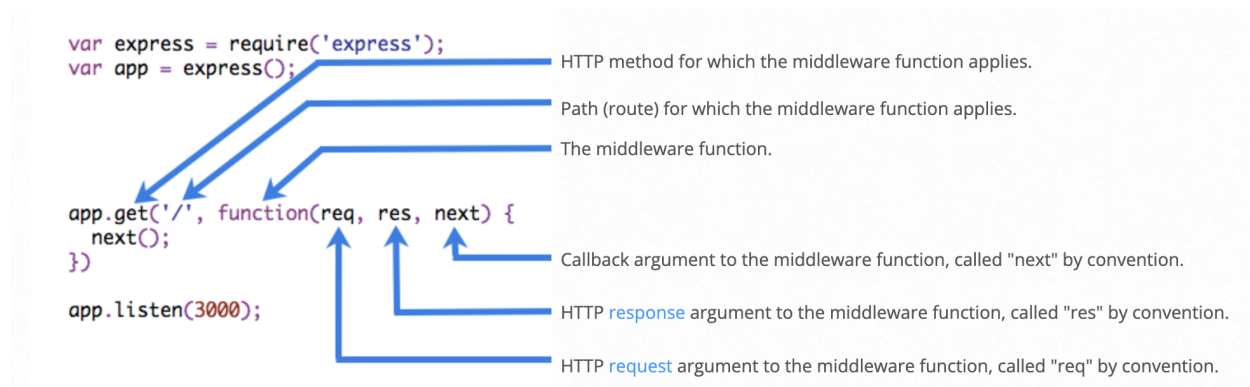 var express = require('express');
var app = express();
HTTP method for which the middleware function applies.
Path (route) for which the middleware function applies.
The middleware function.
app.get('/', function(req, res, next) {
next();
})
Callback argument to the middleware function, called "next" by convention.
app.listen(3000);
HTTP response argument to the middleware function, called "res" by convention.
HTTP request argument to the middleware function, called "req" by convention.